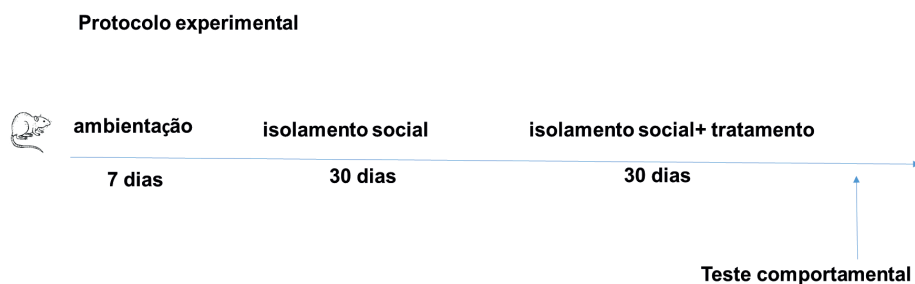 Protocolo experimental
ambientação
isolamento social
isolamento social+ tratamento
7 dias
30 dias
30 dias
Teste comportamental